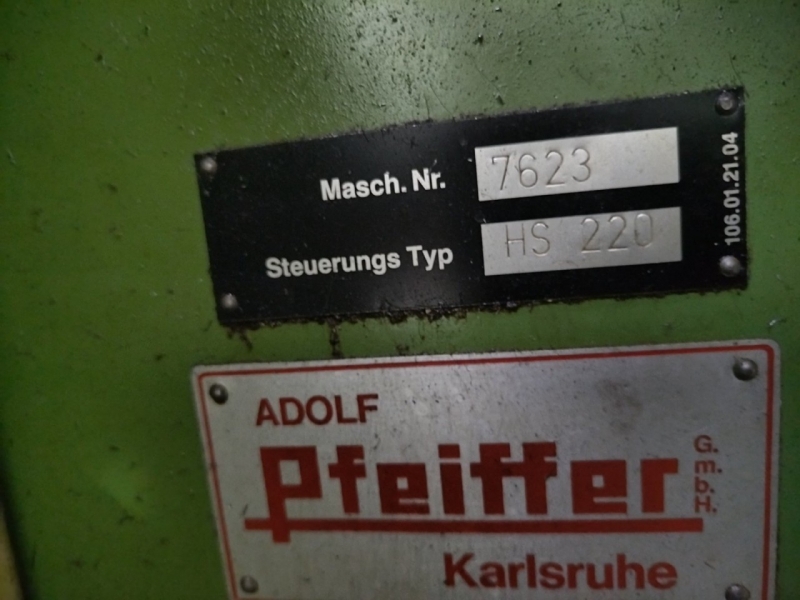 Masch. Nr. 7623
Steuerungs Typ HS 220
106.01.21.04
ADOLF
Pfeiffer G.m.b.H.
Karlsruhe